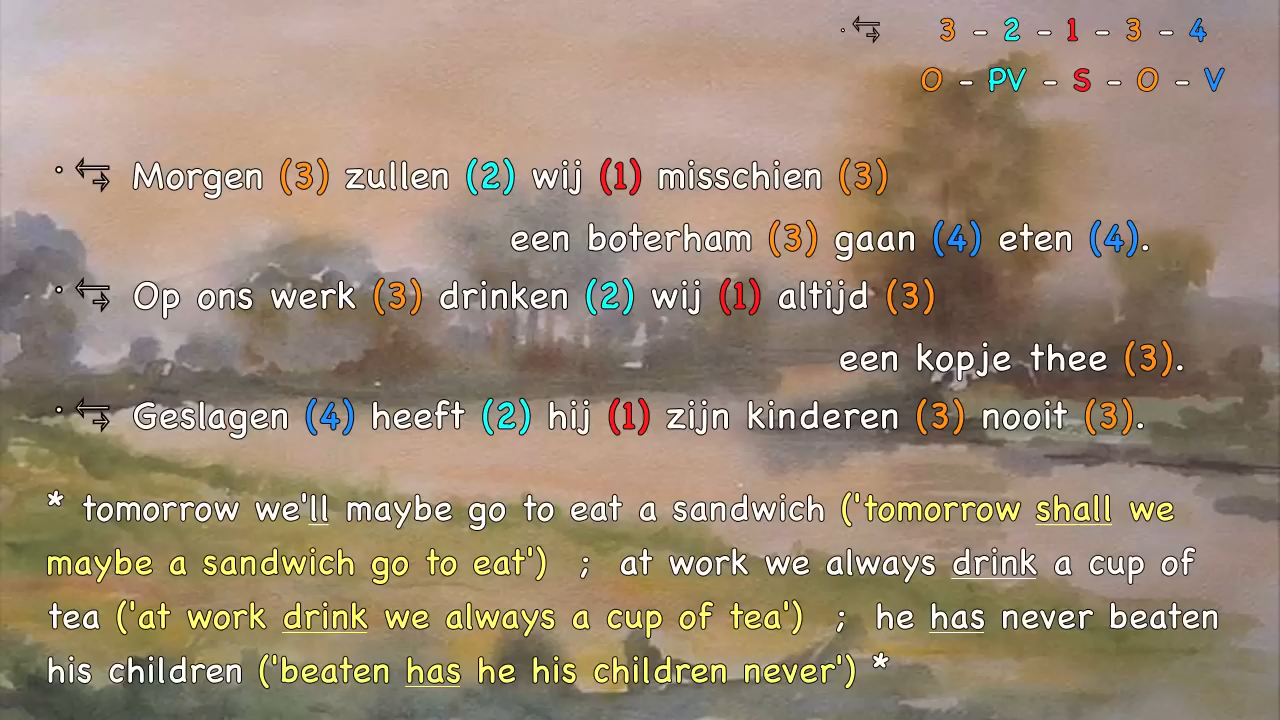 · ⇆ 3 – 2 – 1 – 3 – 4
O – PV – S – O – V
· ⇆ Morgen (3) zullen (2) wij (1) misschien (3)
een boterham (3) gaan (4) eten (4).
· ⇆ Op ons werk (3) drinken (2) wij (1) altijd (3)
een kopje thee (3).
· ⇆ Geslagen (4) heeft (2) hij (1) zijn kinderen (3) nooit (3).
* tomorrow we'll maybe go to eat a sandwich ('tomorrow shall we
maybe a sandwich go to eat') ; at work we always drink a cup of
tea ('at work drink we always a cup of tea') ; he has never beaten
his children ('beaten has he his children never') *